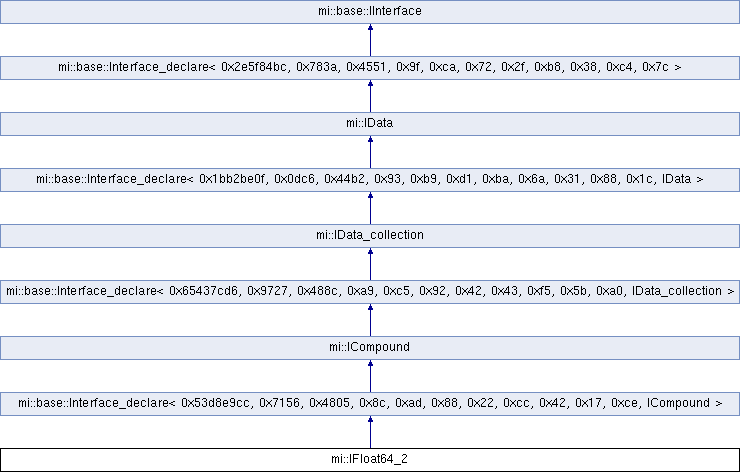 mi::base::IInterface
mi::base::Interface_declare< 0x2e5f84bc, 0x783a, 0x4551, 0x9f, 0xca, 0x72, 0x2f, 0xb8, 0x38, 0xc4, 0x7c >
mi::IData
mi::base::Interface_declare< 0x1bb2be0f, 0x0dc6, 0x44b2, 0x93, 0xb9, 0xd1, 0xba, 0x6a, 0x31, 0x88, 0x1c, IData >
mi::IData_collection
mi::base::Interface_declare< 0x65437cd6, 0x9727, 0x488c, 0xa9, 0xc5, 0x92, 0x42, 0x43, 0xf5, 0x5b, 0xa0, IData_collection >
mi::ICompound
mi::base::Interface_declare< 0x53d8e9cc, 0x7156, 0x4805, 0x8c, 0xad, 0x88, 0x22, 0xcc, 0x42, 0x17, 0xce, ICompound >
mi::IFloat64_2